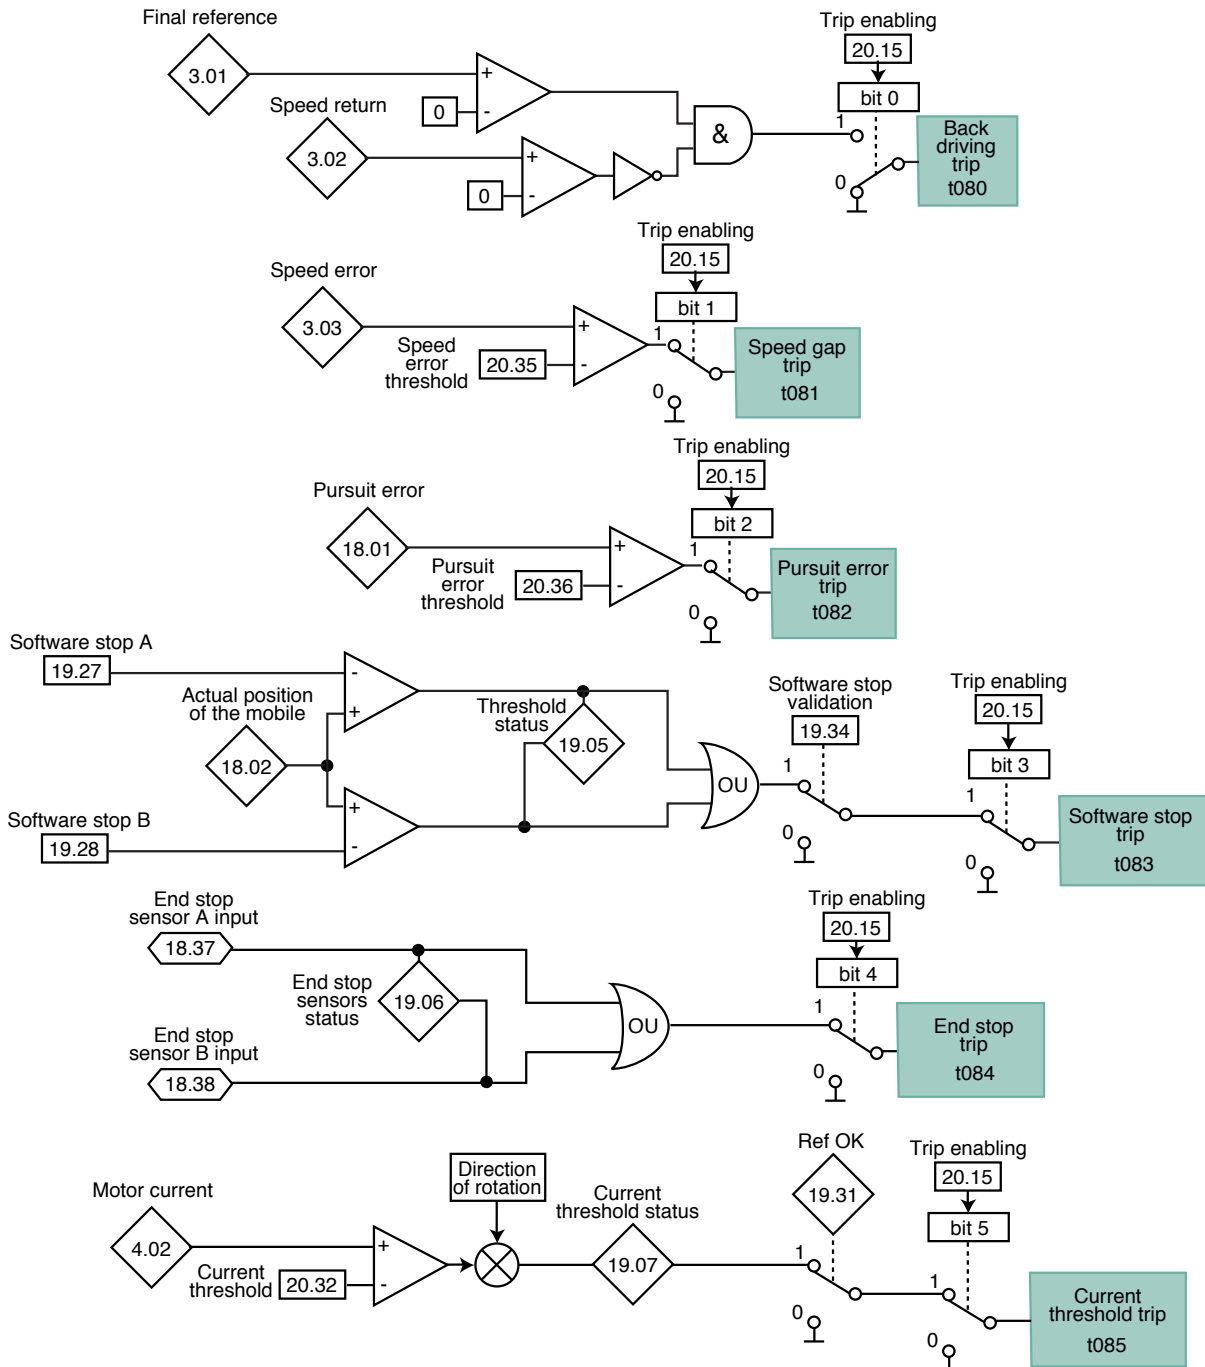 Final reference
3.01
+
0
-
Speed return
3.02
+
0
-
&
Trip enabling
20.15
bit 0
1
0
Back
driving
trip
t080
Speed error
3.03
+
Speed
error
threshold
20.35
-
Trip enabling
20.15
bit 1
1
0
Speed gap
trip
t081
Pursuit error
18.01
+
Pursuit
error
threshold
20.36
-
Trip enabling
20.15
bit 2
1
0
Pursuit error
trip
t082
Software stop A
19.27
-
+
Actual position
of the mobile
18.02
Software stop B
19.28
+
-
Threshold
status
19.05
OU
Software stop
validation
19.34
1
0
Trip enabling
20.15
bit 3
1
0
Software stop
trip
t083
End stop
sensor A input
18.37
End stop
sensors
status
19.06
End stop
sensor B input
18.38
OU
Trip enabling
20.15
bit 4
1
0
End stop
trip
t084
Motor current
4.02
+
Current
threshold
20.32
-
Direction
of rotation
Current
threshold status
19.07
Ref OK
19.31
1
0
Trip enabling
20.15
bit 5
1
0
Current
threshold trip
t085